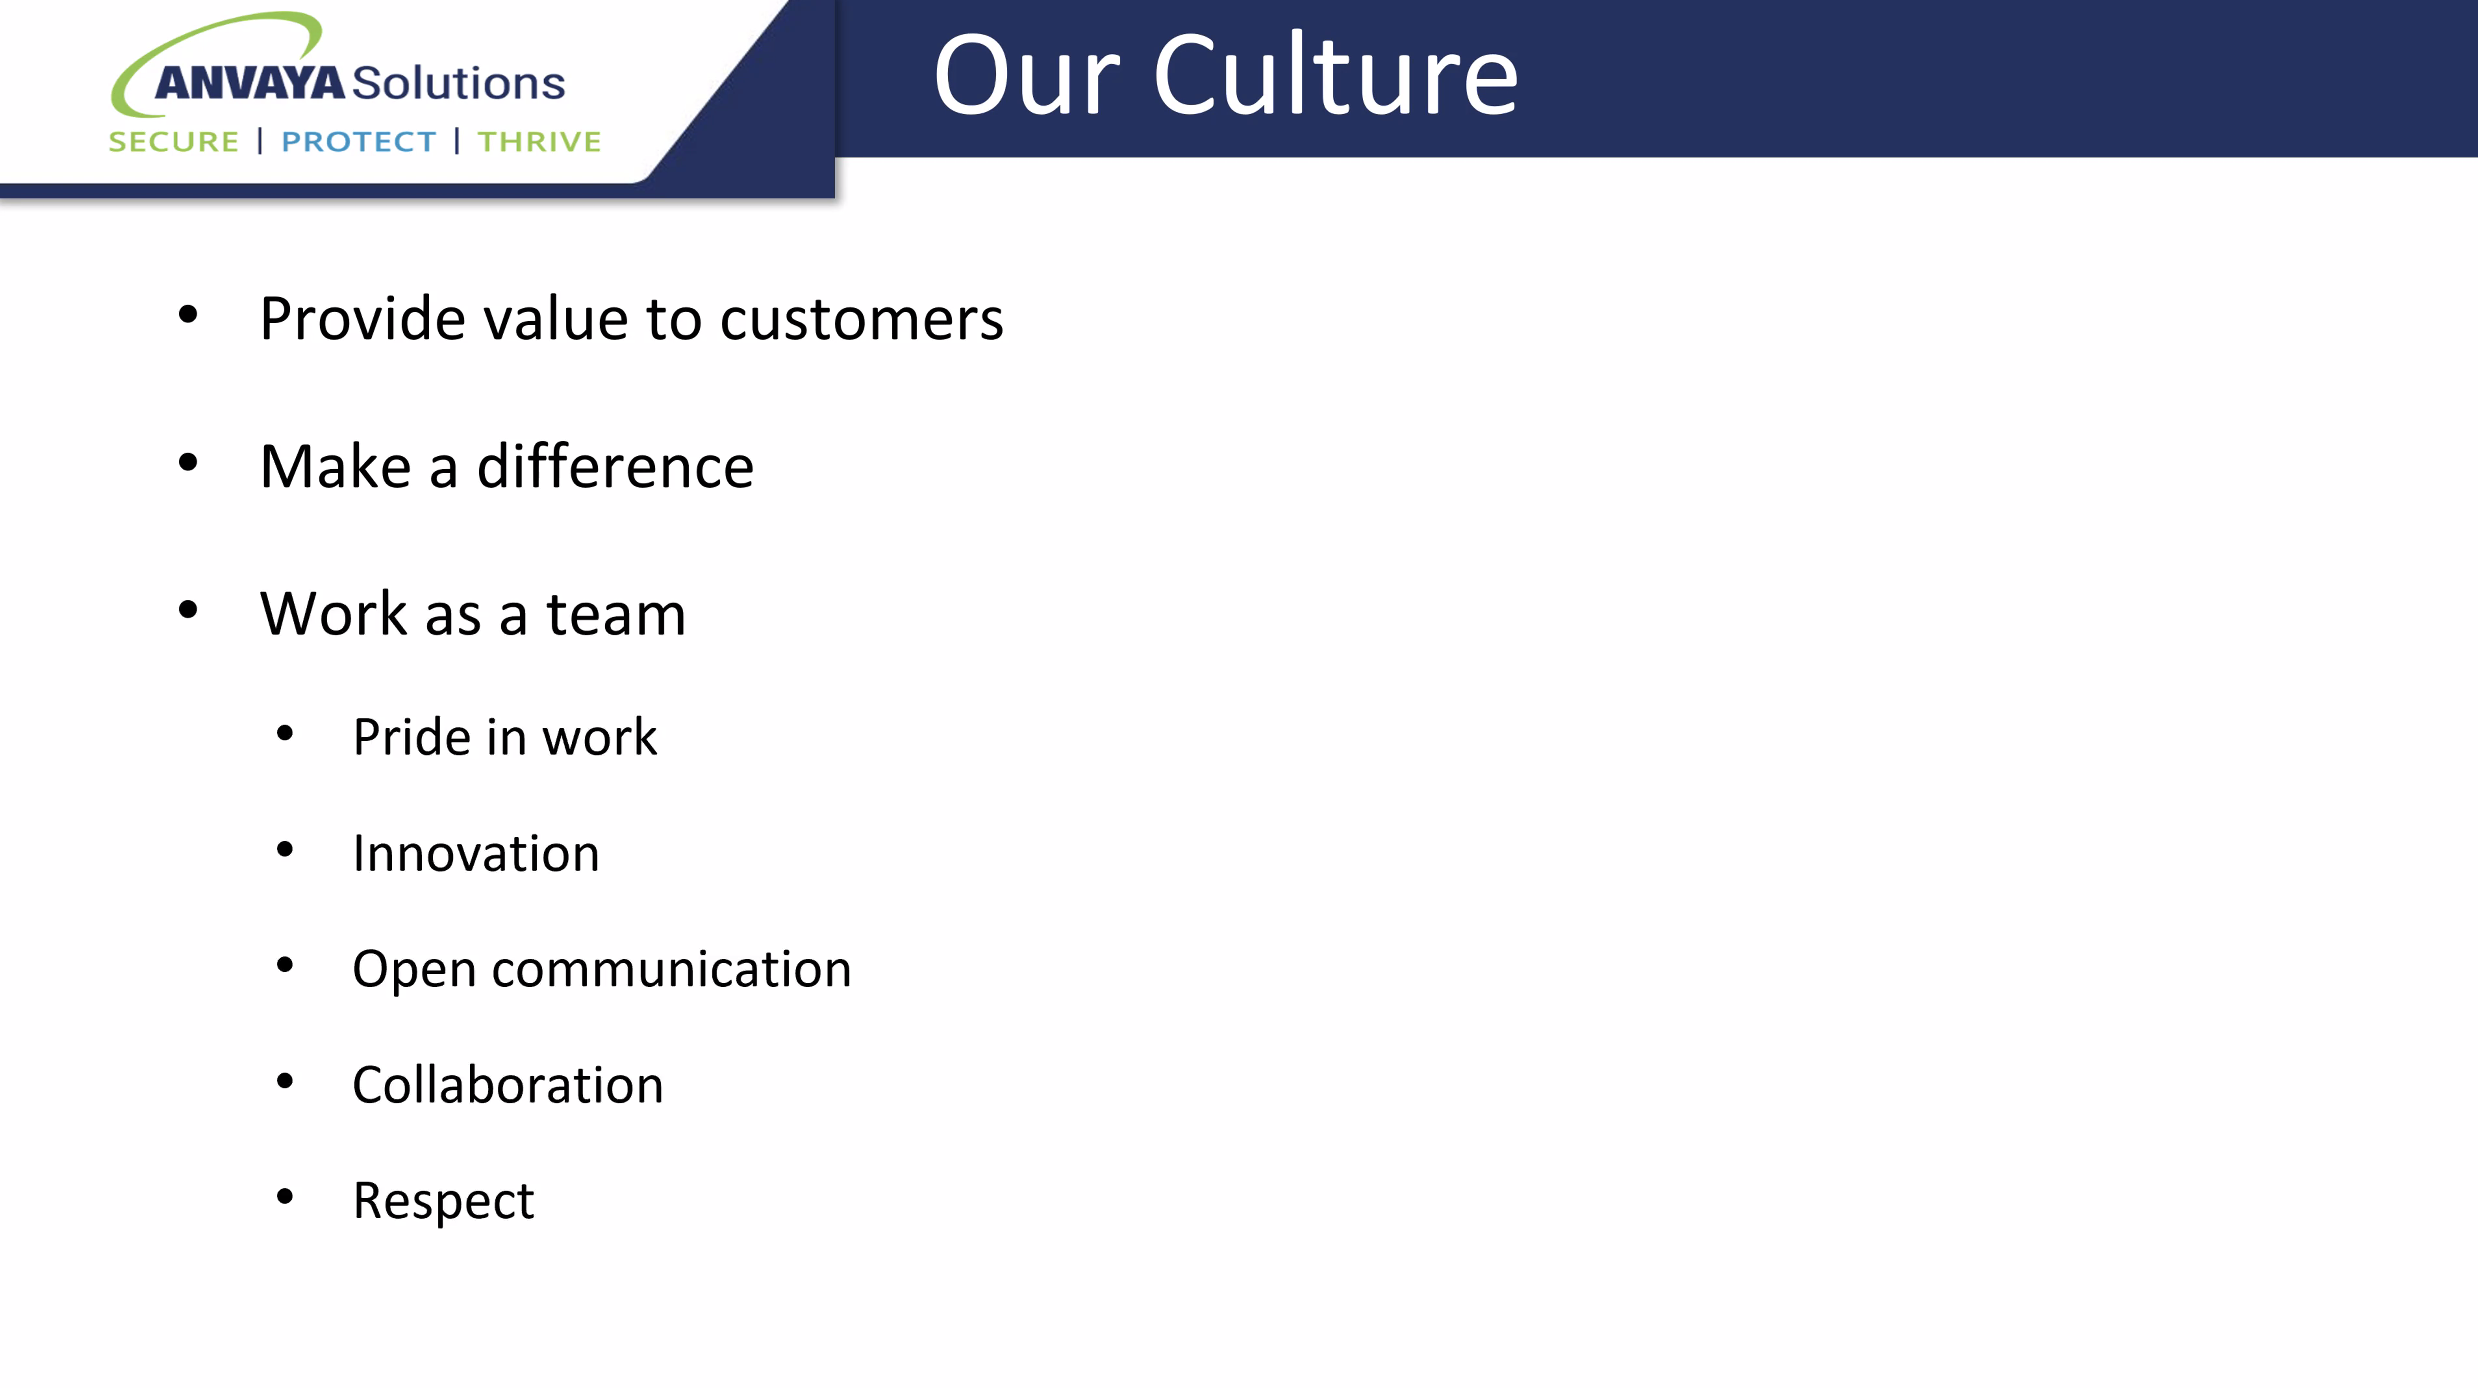 ANVAYA Solutions
SECURE | PROTECT | THRIVE
Our Culture
• Provide value to customers
• Make a difference
• Work as a team
• Pride in work
• Innovation
• Open communication
• Collaboration
• Respect